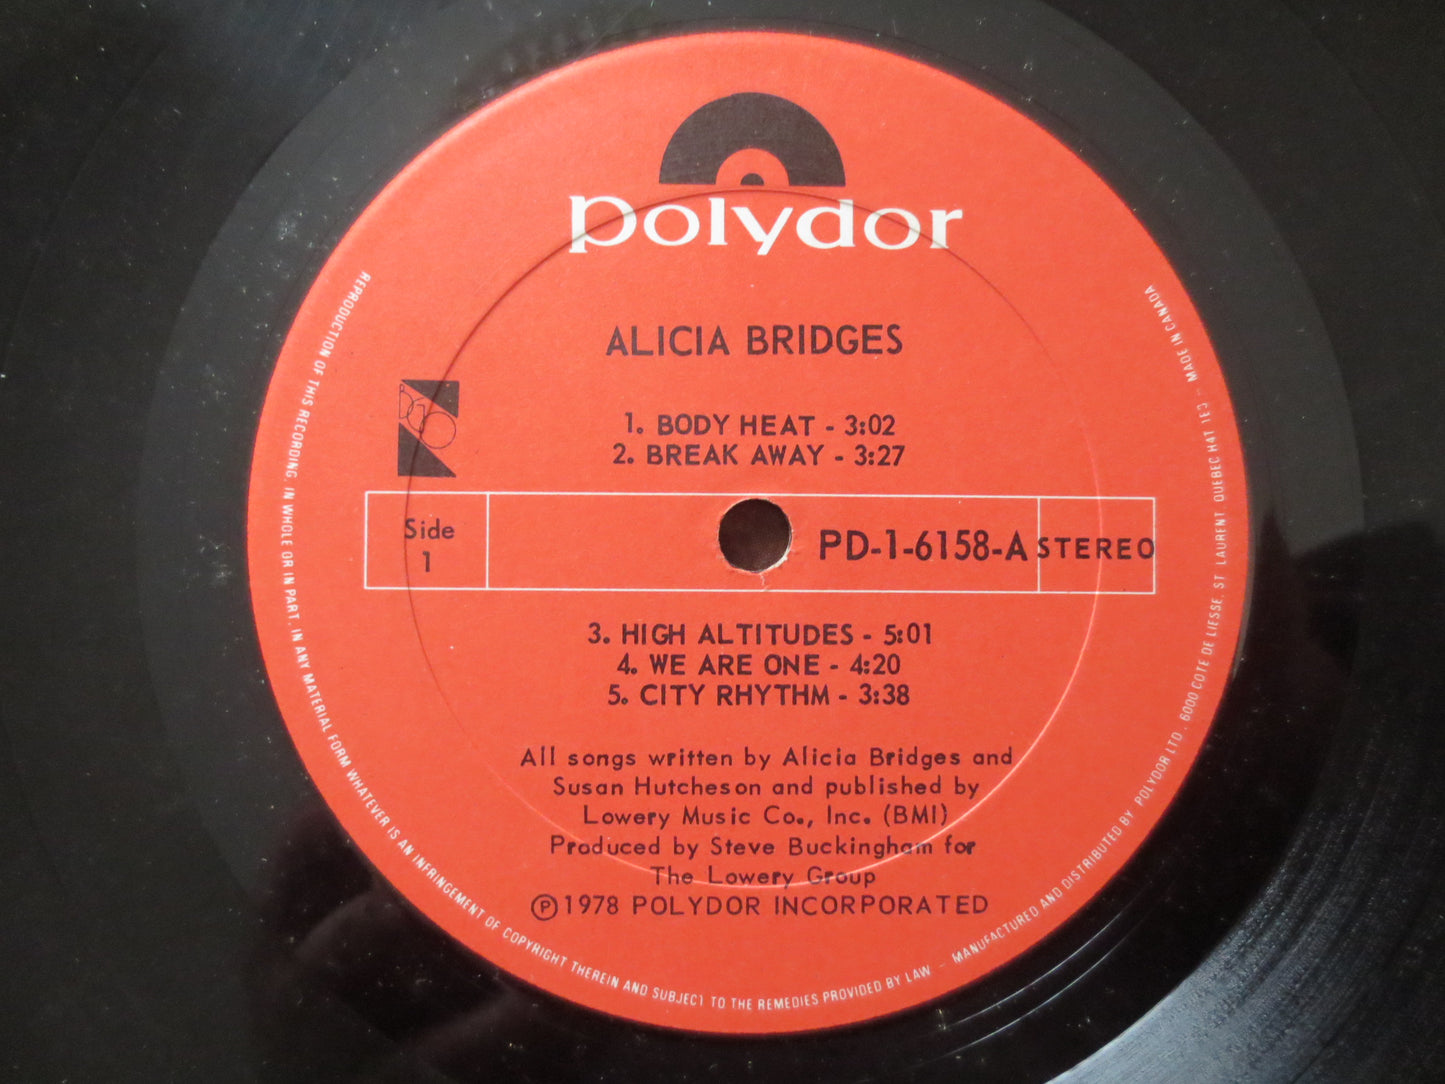 polydor
ALICIA BRIDGES
1. BODY HEAT - 3:02
2. BREAK AWAY - 3:27
Side
1
PD-1-6158-A
STEREO
3. HIGH ALTITUDES - 5:01
4. WE ARE ONE - 4:20
5. CITY RHYTHM - 3:38
All songs written by Alicia Bridges and
Susan Hutcheson and published by
Lowery Music Co., Inc. (BMI)
Produced by Steve Buckingham for
The Lowery Group
℗1978 POLYDOR INCORPORATED
REPRODUCTION OF THIS RECORDING, IN WHOLE OR IN PART, IN ANY MATERIAL FORM WHATEVER IS AN INFRINGEMENT OF COPYRIGHT THEREIN AND SUBJECT TO THE REMEDIES PROVIDED BY LAW – MANUFACTURED AND DISTRIBUTED BY POLYDOR LTD. 6000 COTE DE LIESSE, ST LAURENT, QUEBEC H4T 1E3 – MADE IN CANADA